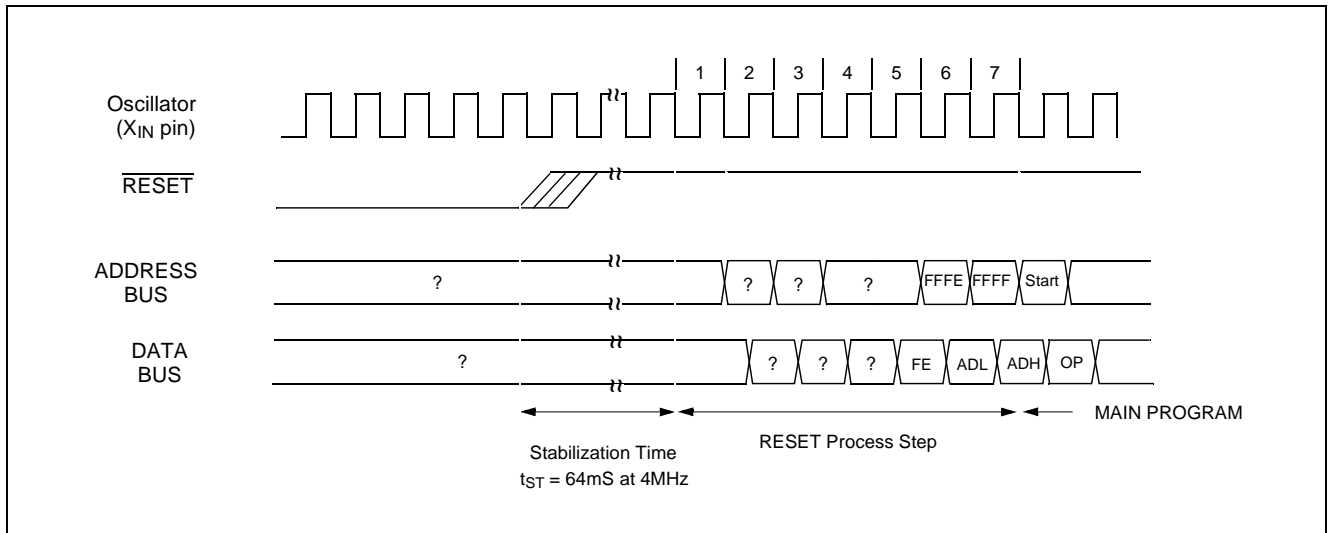 1 2 3 4 5 6 7
Oscillator
(XIN pin)
RESET
ADDRESS
BUS
? ? ? ? FFFE FFFF Start
DATA
BUS
? ? ? ? FE ADL ADH OP
MAIN PROGRAM
Stabilization Time
tST = 64mS at 4MHz
RESET Process Step